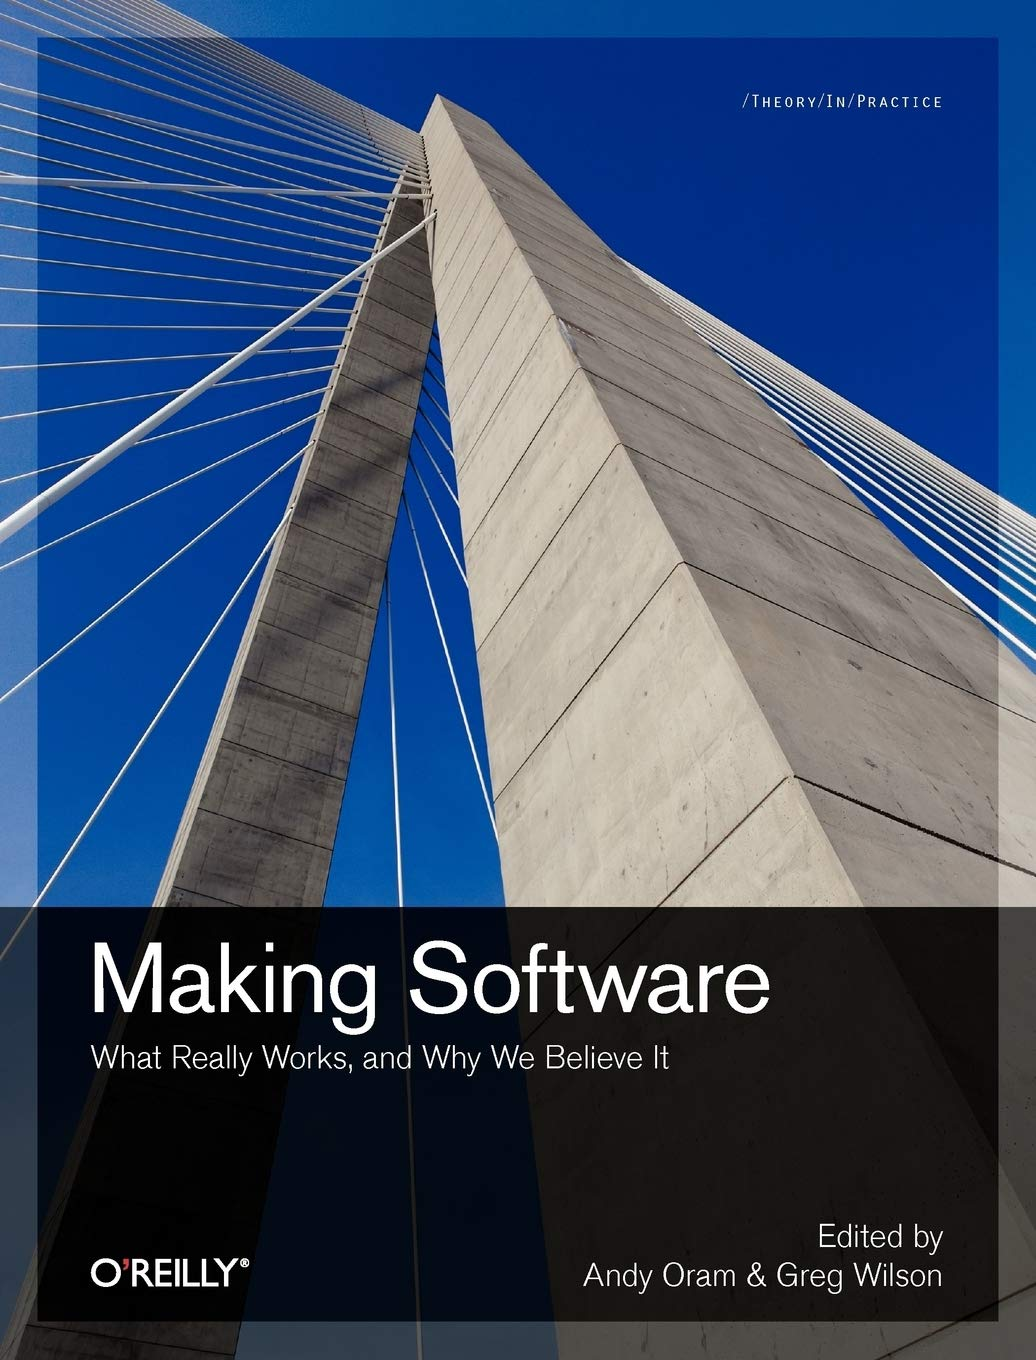 /THEORY/IN/PRACTICE
Making Software
What Really Works, and Why We Believe It
Edited by
O'REILLY®
Andy Oram & Greg Wilson